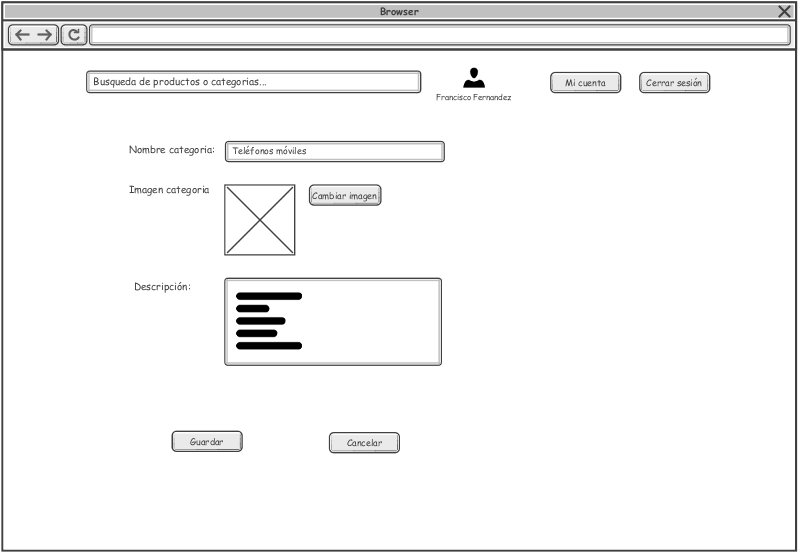 Browser
Busqueda de productos o categorias...
Francisco Fernandez
Mi cuenta
Cerrar sesión
Nombre categoria:
Teléfonos móviles
Imagen categoria
Cambiar imagen
Descripción:
Guardar
Cancelar